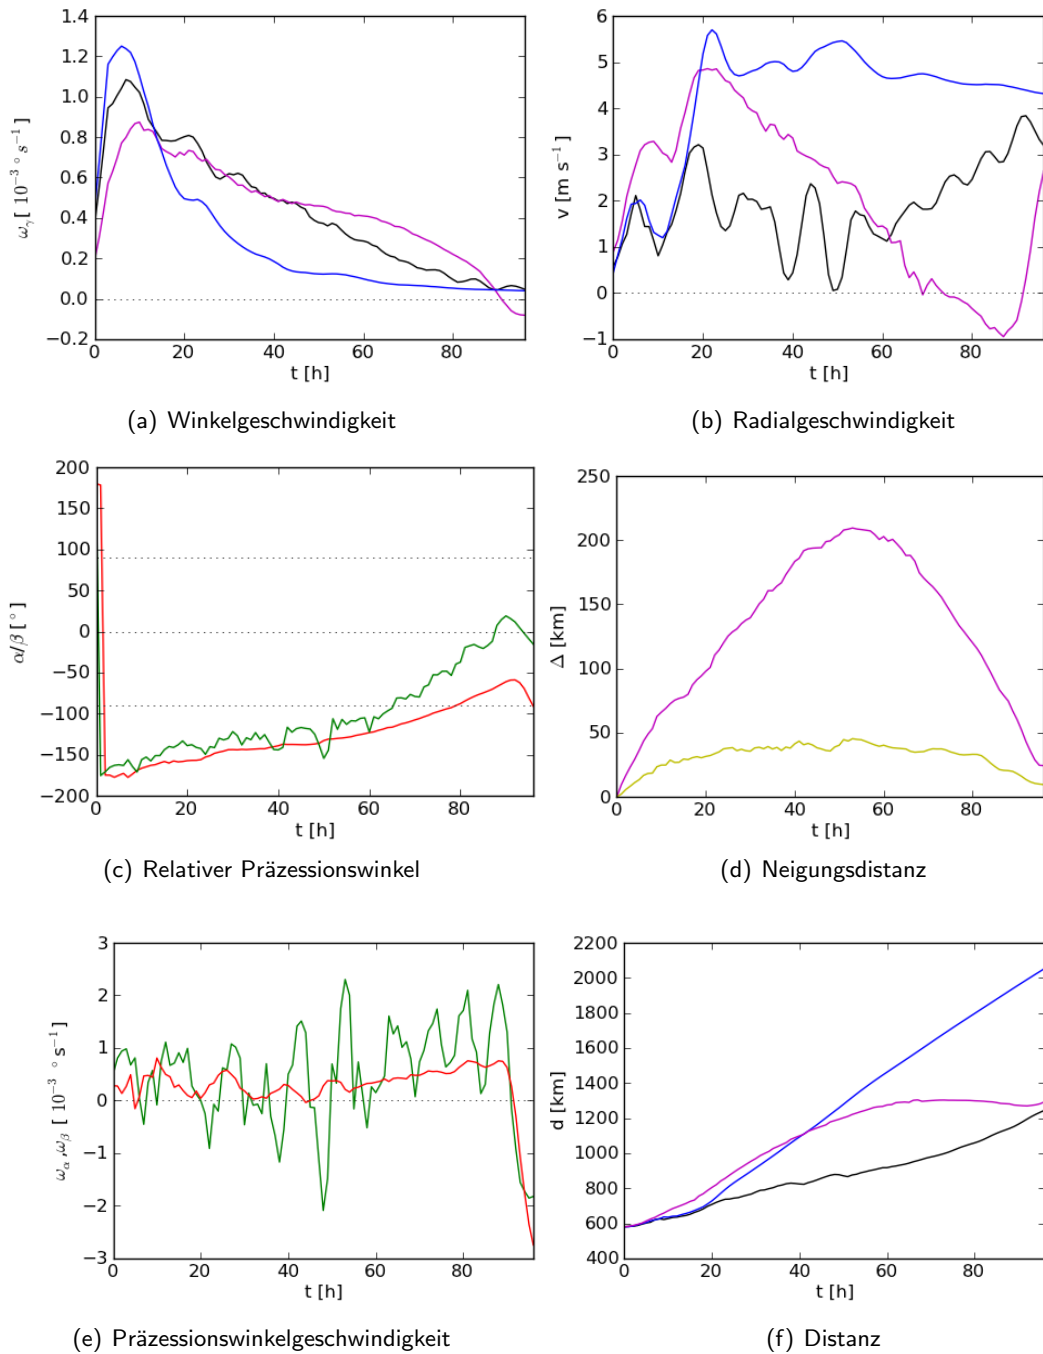 1.4
1.2
1.0
0.8
0.6
0.4
0.2
0.0
−0.2
ω_γ [ 10⁻³ ° s⁻¹ ]
0 20 40 60 80
t [h]
(a) Winkelgeschwindigkeit
6
5
4
3
2
1
0
−1
v [m s⁻¹]
0 20 40 60 80
t [h]
(b) Radialgeschwindigkeit
200
150
100
50
0
−50
−100
−150
−200
α/β [ ° ]
0 20 40 60 80
t [h]
(c) Relativer Präzessionswinkel
250
200
150
100
50
0
Δ [km]
0 20 40 60 80
t [h]
(d) Neigungsdistanz
3
2
1
0
−1
−2
−3
ω_α ,ω_β [ 10⁻³ ° s⁻¹ ]
0 20 40 60 80
t [h]
(e) Präzessionswinkelgeschwindigkeit
2200
2000
1800
1600
1400
1200
1000
800
600
400
d [km]
0 20 40 60 80
t [h]
(f) Distanz